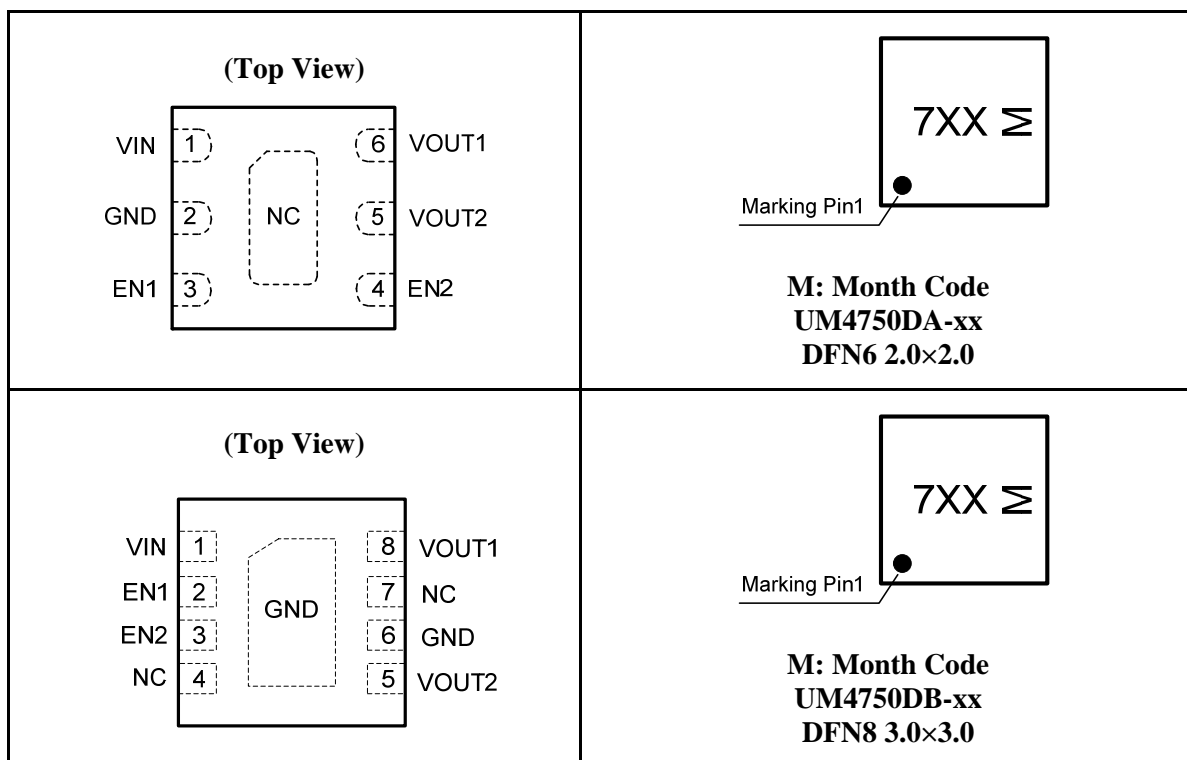 (Top View)
VIN 1 6 VOUT1
GND 2 NC 5 VOUT2
EN1 3 4 EN2
7XX M
Marking Pin1
M: Month Code
UM4750DA-xx
DFN6 2.0×2.0
(Top View)
VIN 1 8 VOUT1
EN1 2 7 NC
GND
EN2 3 6 GND
NC 4 5 VOUT2
7XX M
Marking Pin1
M: Month Code
UM4750DB-xx
DFN8 3.0×3.0